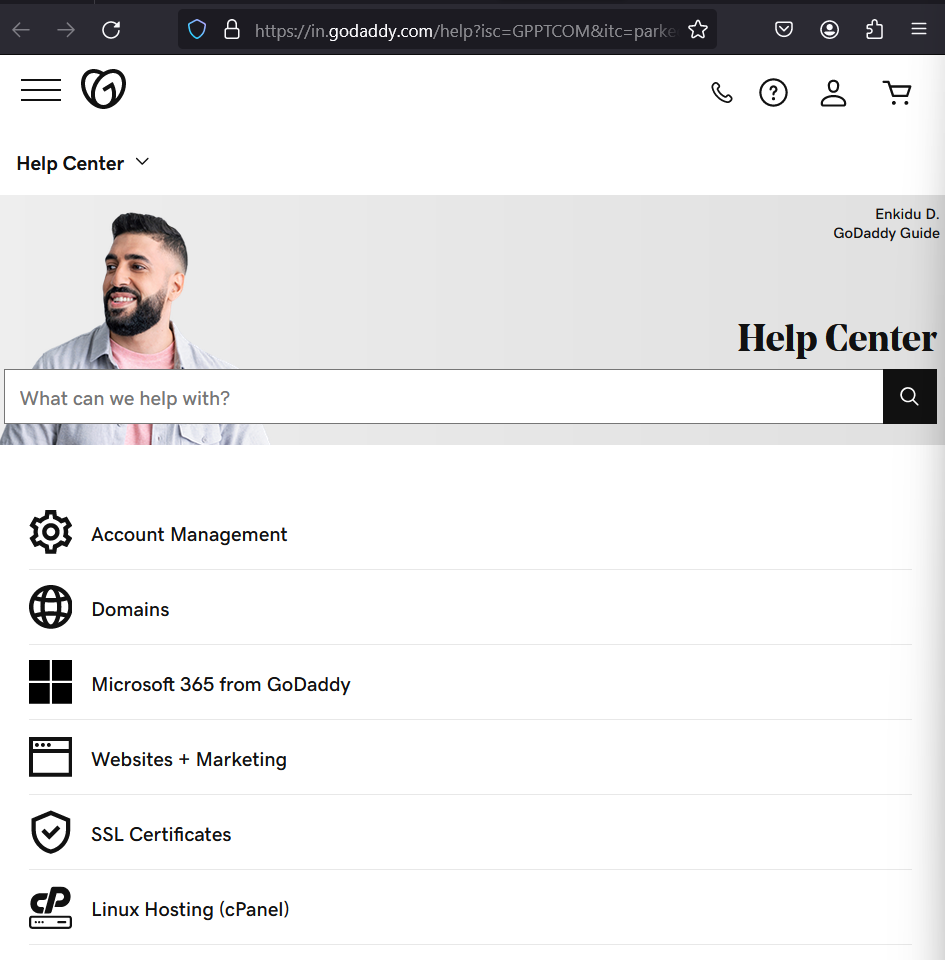 https://in.godaddy.com/help?isc=GPPTCOM&itc=parke
Help Center
Enkidu D.
GoDaddy Guide
Help Center
What can we help with?
Account Management
Domains
Microsoft 365 from GoDaddy
Websites + Marketing
SSL Certificates
cP
Linux Hosting (cPanel)